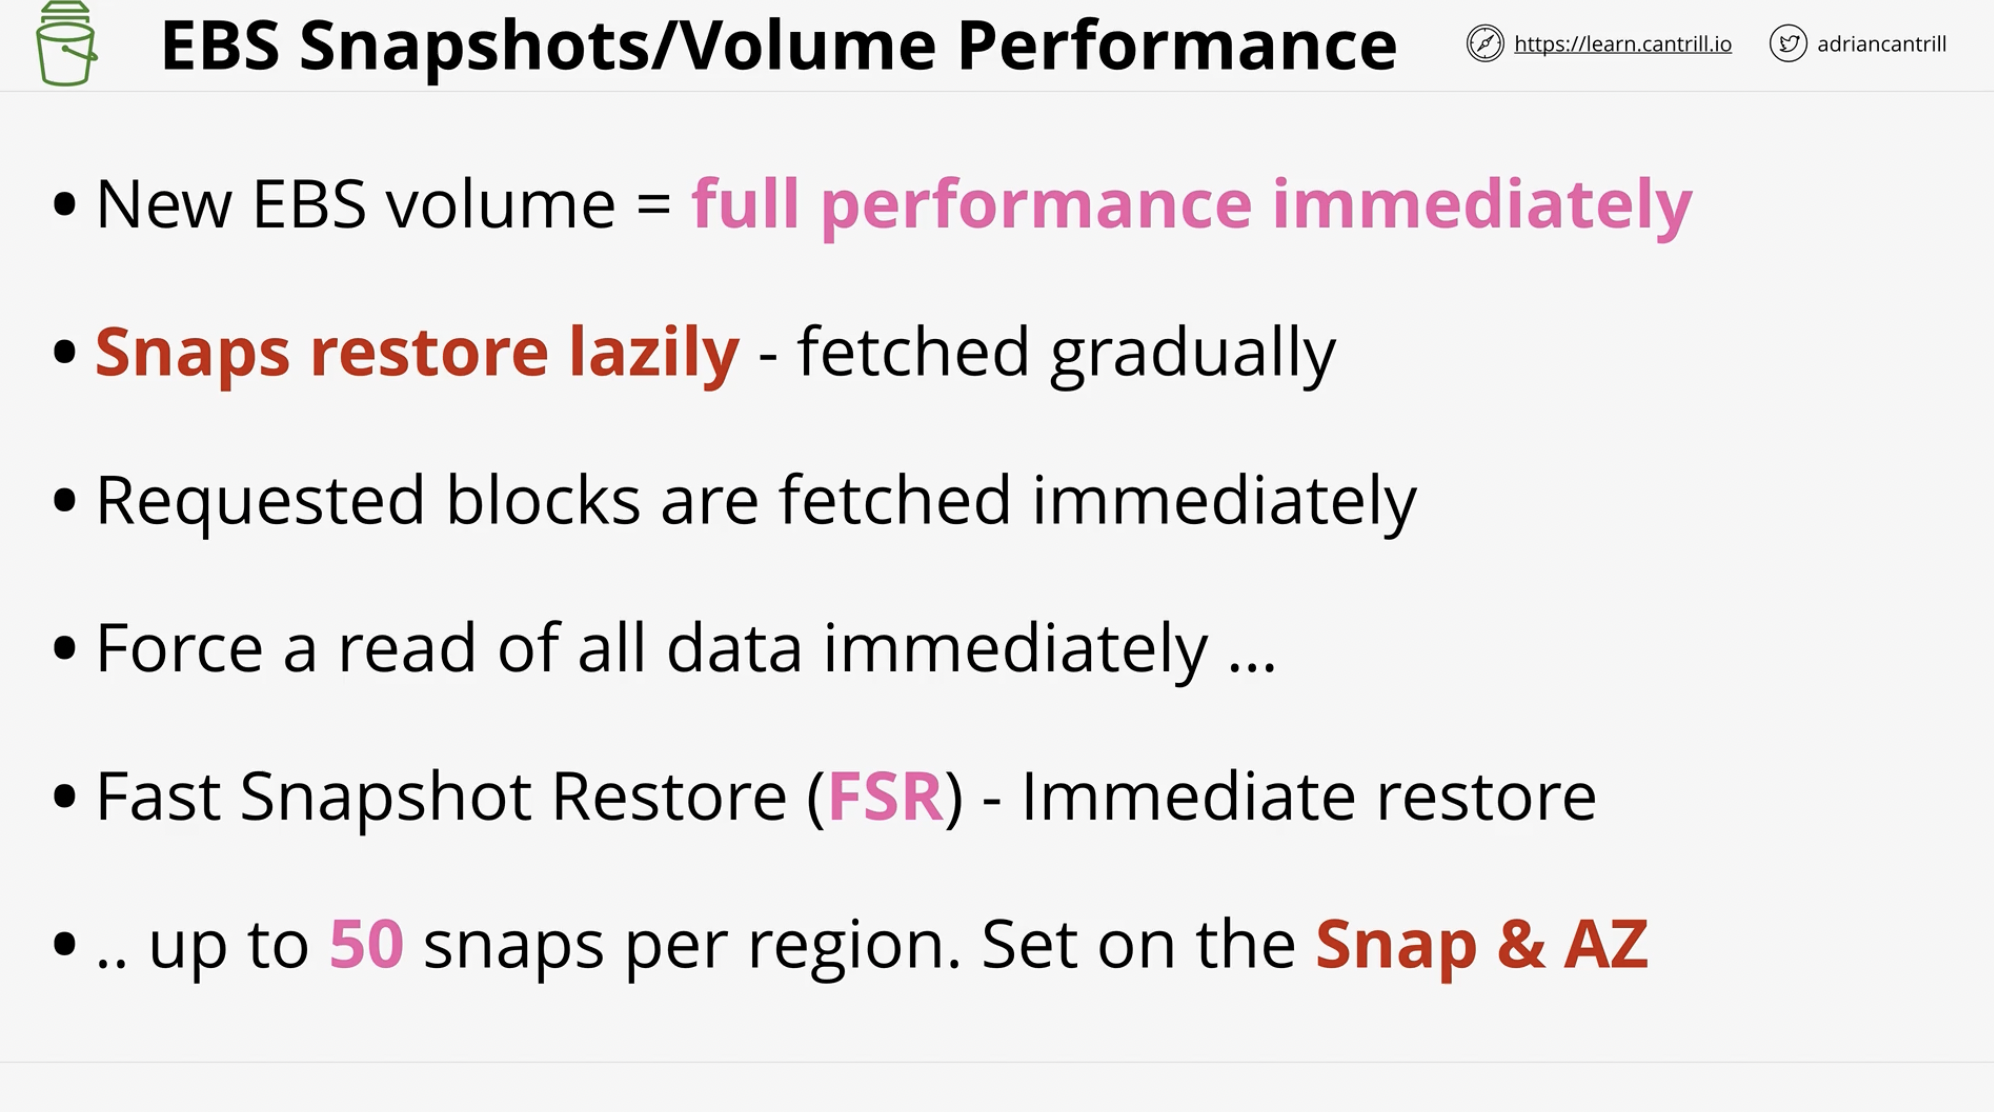 EBS Snapshots/Volume Performance
https://learn.cantrill.io
adriancantrill
• New EBS volume = full performance immediately
• Snaps restore lazily - fetched gradually
• Requested blocks are fetched immediately
• Force a read of all data immediately ...
• Fast Snapshot Restore (FSR) - Immediate restore
• .. up to 50 snaps per region. Set on the Snap & AZ